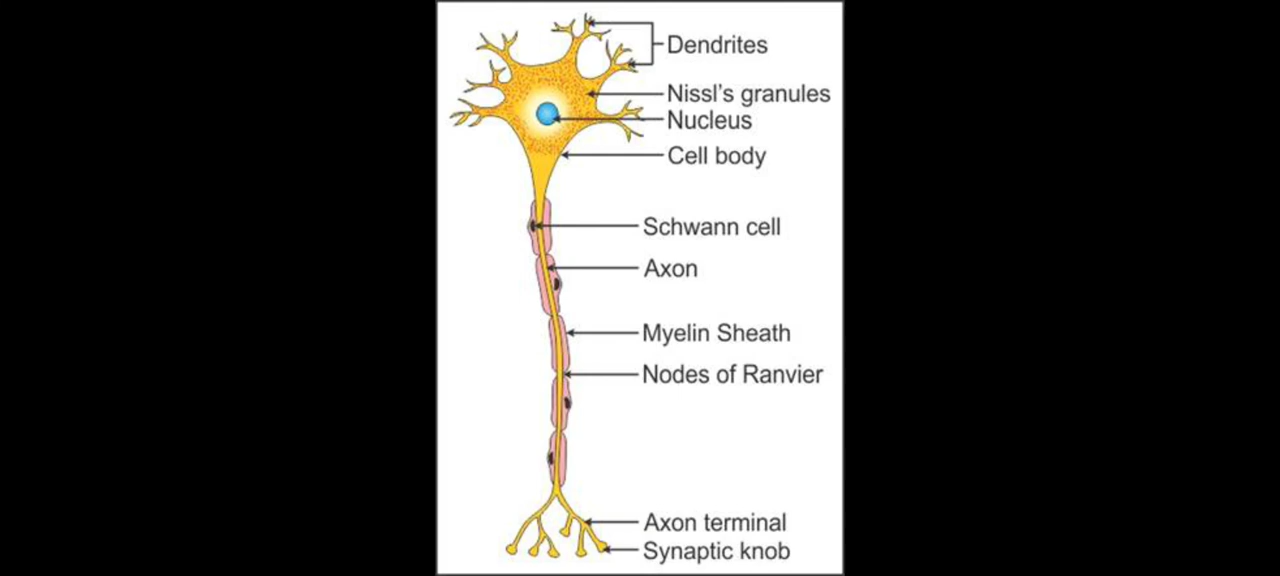 Dendrites
Nissl's granules
Nucleus
Cell body
Schwann cell
Axon
Myelin Sheath
Nodes of Ranvier
Axon terminal
Synaptic knob